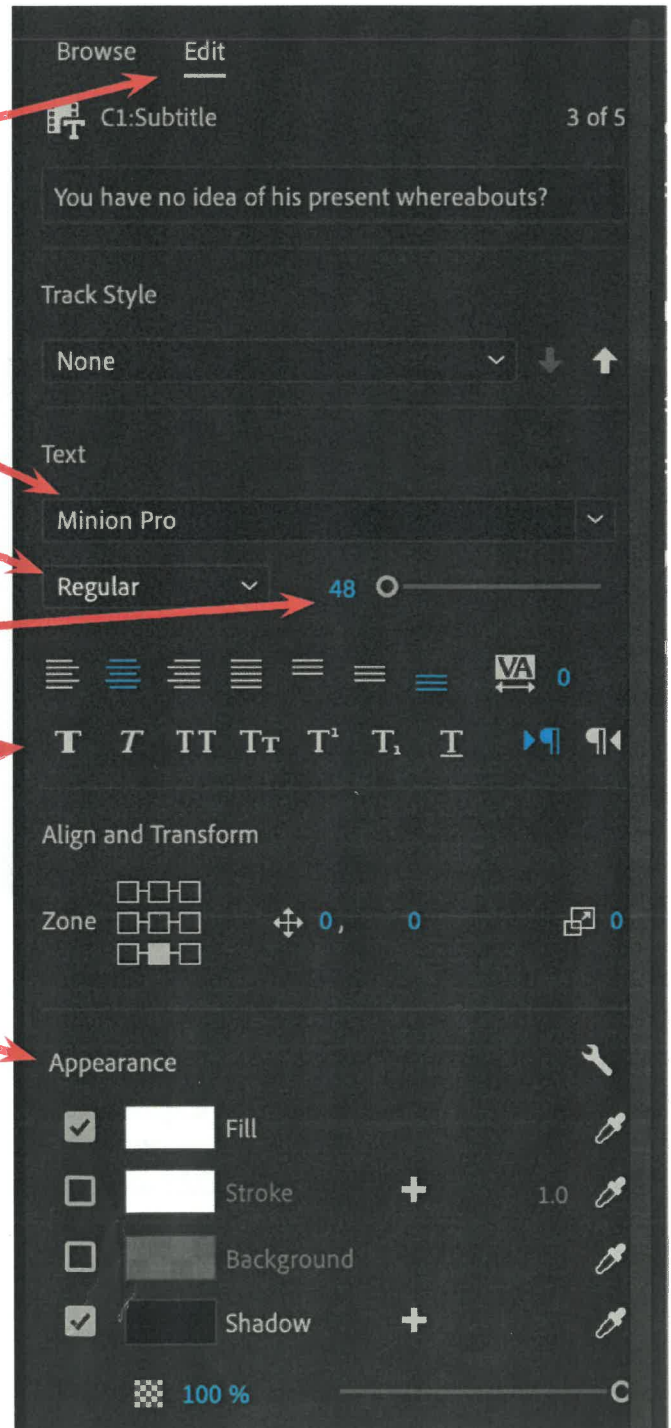 Browse Edit
C1:Subtitle 3 of 5
You have no idea of his present whereabouts?
Track Style
None
Text
Minion Pro
Regular 48
VA 0
T T TT TT T¹ T₁ T ¶ ¶
Align and Transform
Zone 0, 0 0
Appearance
Fill
Stroke 1.0
Background
Shadow
100 %